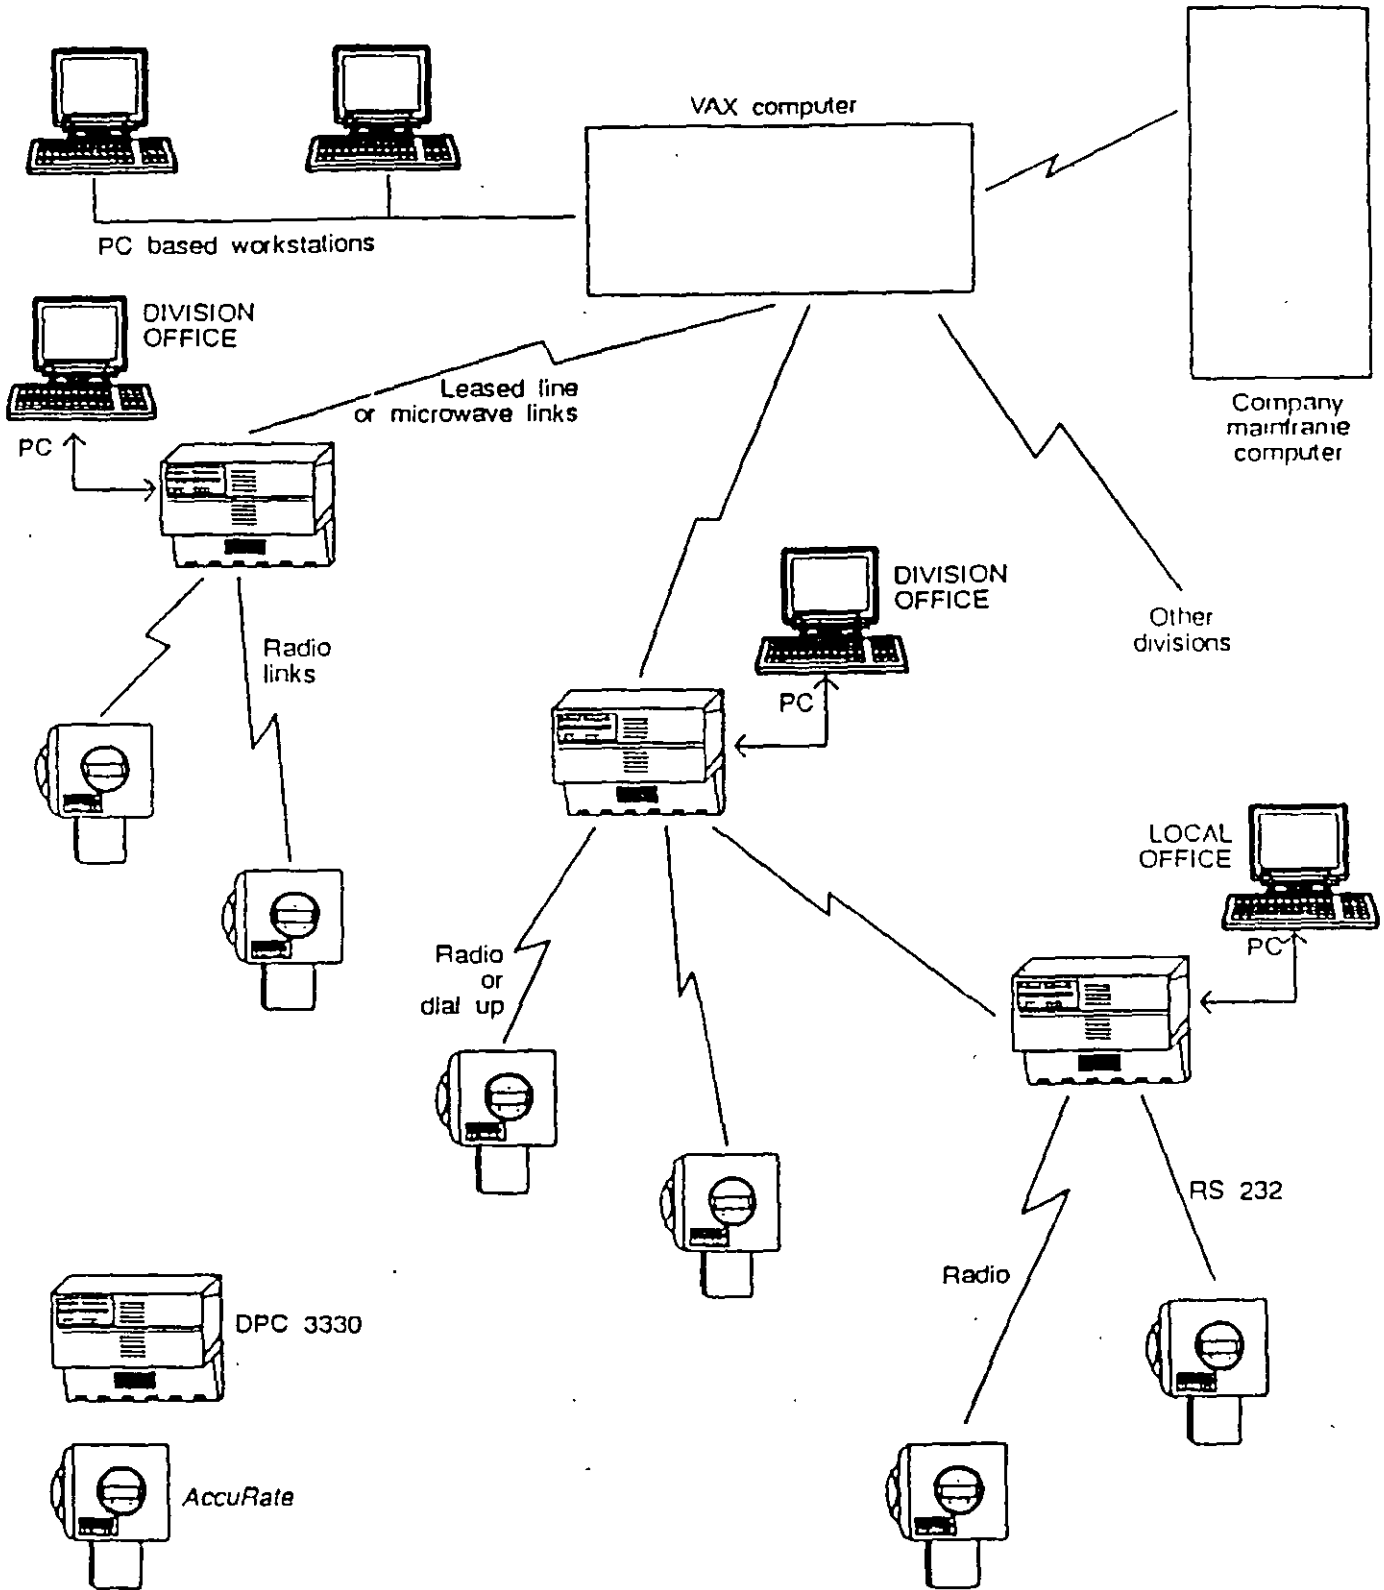 VAX computer
PC based workstations
DIVISION
OFFICE
PC
Leased line
or microwave links
Company
mainframe
computer
Radio
links
DIVISION
OFFICE
PC
Other
divisions
LOCAL
OFFICE
PC
Radio
or
dial up
RS 232
Radio
DPC 3330
AccuRate